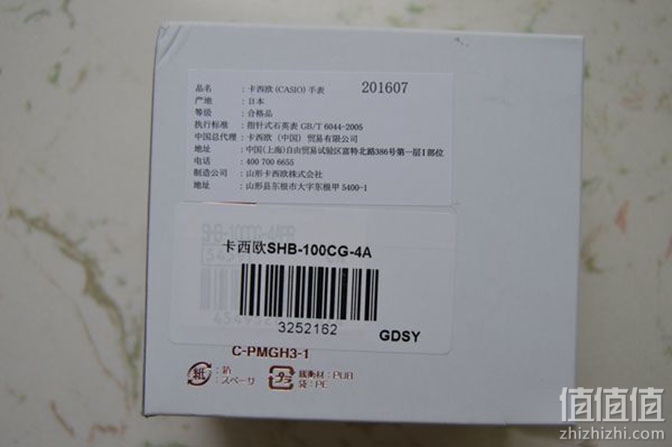 品名 : 卡西欧(CASIO)手表 201607
产地 : 日本
等级 : 合格品
执行标准 : 指针式石英表 GB/T 6044-2005
中国总代理 : 卡西欧(中国)贸易有限公司
地址 : 中国(上海)自由贸易试验区富特北路386号第一层I部位
电话 : 400 700 6655
制造公司 : 山形卡西欧株式会社
地址 : 山形县东根市大字东根甲 5400-1
卡西欧SHB-100CG-4A
3252162
GDSY
C-PMGH3-1
紙 : 箱
: スペーサ
プラ 緩衝材: PUR
袋: PE
值值值
zhizhizhi.com